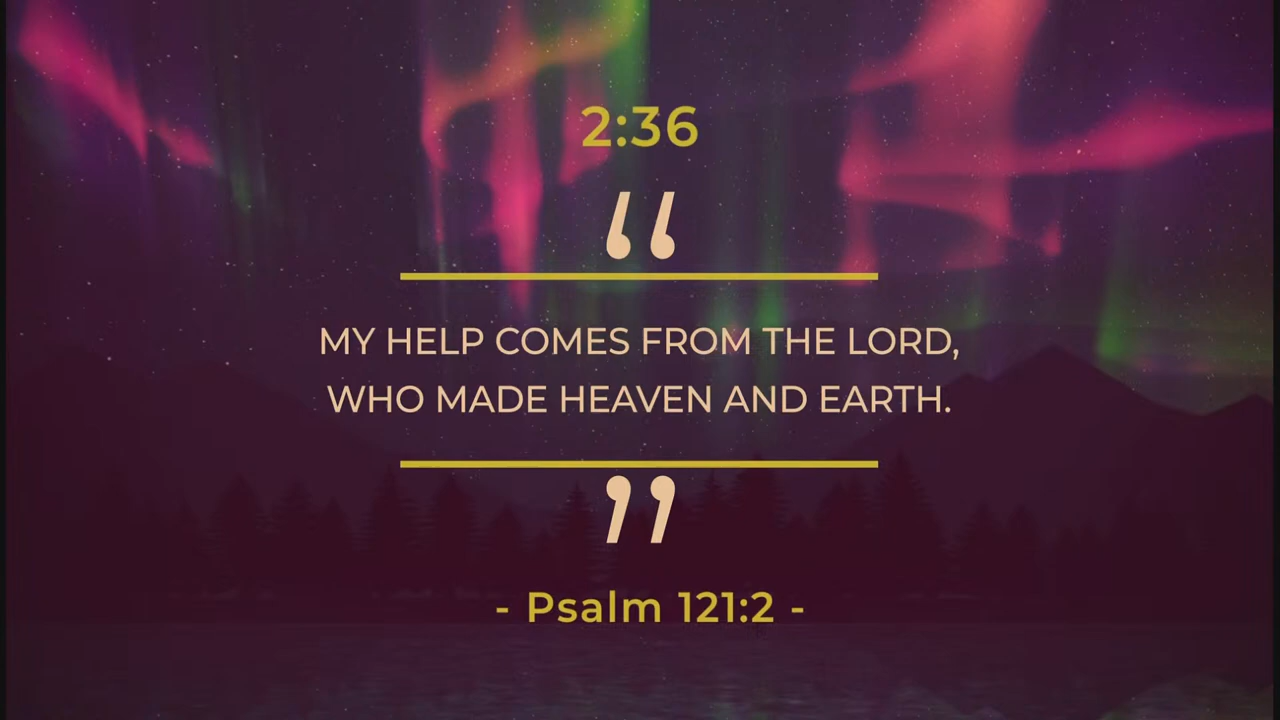 2:36
“
MY HELP COMES FROM THE LORD,
WHO MADE HEAVEN AND EARTH.
”
- Psalm 121:2 -